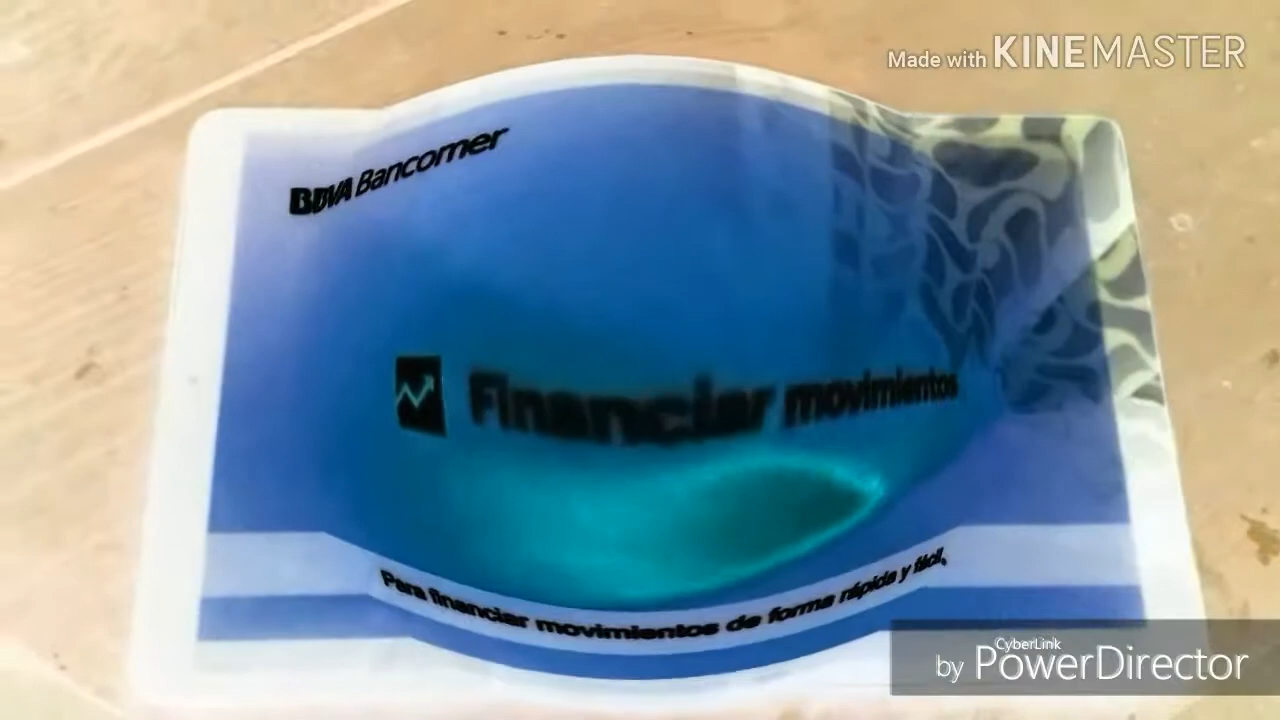 Made with KINEMASTER
BBVA Bancomer
Financiar movimientos
Para financiar movimientos de forma rápida y fácil.
CyberLink
by PowerDirector